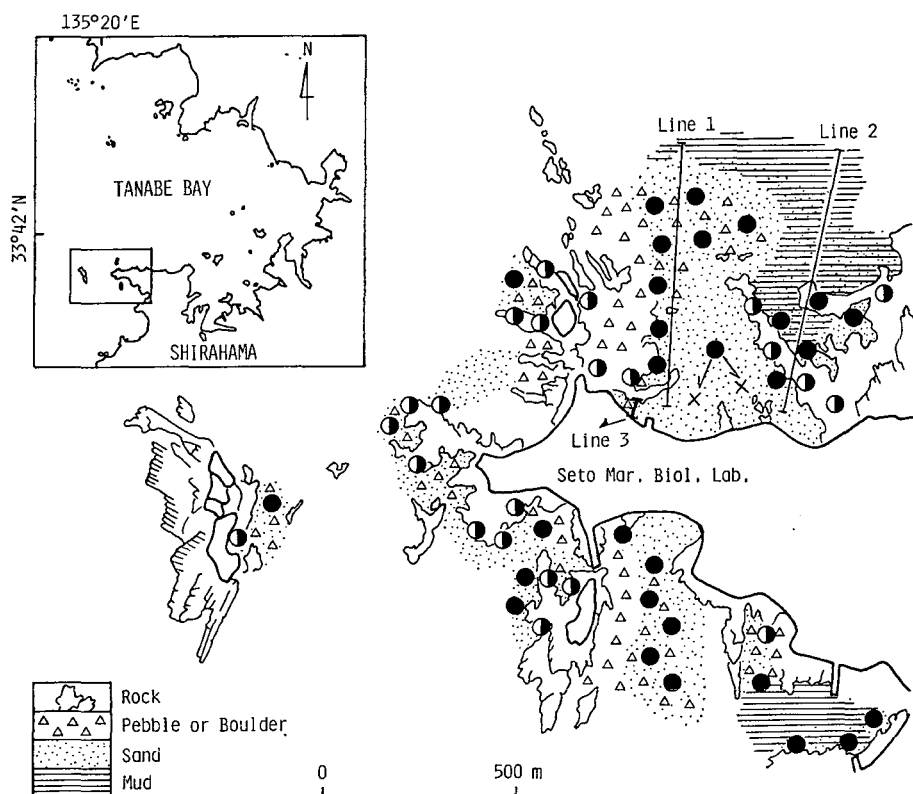 135°20'E
N
33°42'N
TANABE BAY
SHIRAHAMA
Line 1
Line 2
Line 3
Seto Mar. Biol. Lab.
Rock
Pebble or Boulder
Sand
Mud
0 500 m